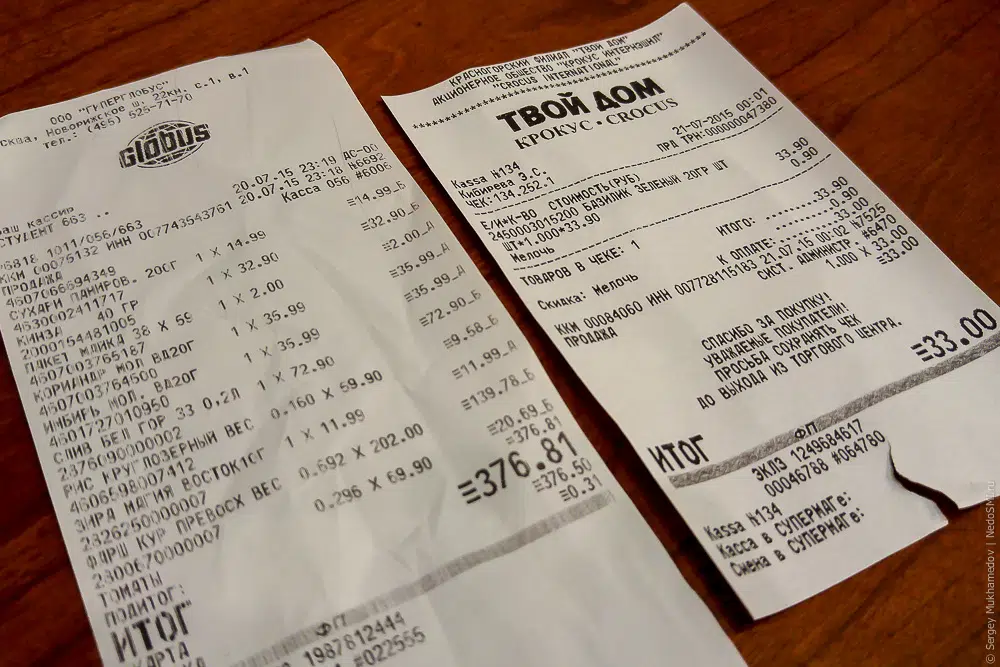 ООО "ГИПЕРГЛОБУС"
сква, Новорижское ш, 22км, с.1, в.1
тел.: (495) 525-71-70
Globus
20.07.15 23:19 АС-00
20.07.15 23:18 №6692
Касса 056 #6006
аш кассир
СТУДЕНТ 663 ..
6818 1011/056/663
ККМ 00075132 ИНН 007743543761
ПРОДАЖА
4607066694349
СУХАРИ ПАНИРОВ. 200Г 1 X 14.99 ≡14.99_Б
4630002411717
КИНЗА 40 ГР 1 X 32.90 ≡32.90_Б
2000154481005
ПАКЕТ МАЙКА 38 X 59 1 X 2.00 ≡2.00_Д
4607003765167
КОРИАНДР МОЛ ВД20Г 1 X 35.99 ≡35.99_А
4607003764500
ИМБИРЬ МОЛ. ВД20Г 1 X 35.99 ≡35.99_А
4601727010950
СЛИВ БЕЛ ГОР 33 0,2Л 1 X 72.90 ≡72.90_Б
2376090000002
РИС КРУГЛОЗЕРНЫЙ ВЕС 0.160 X 59.90 ≡9.58_Б
4606698007412
ЗИРА МАГИЯ ВОСТОК10Г 1 X 11.99 ≡11.99_А
2326250000007
ФАРШ КУР ПРЕВОСХ ВЕС 0.692 X 202.00 ≡139.78_Б
2300670000007
ТОМАТЫ 0.296 X 69.90 ≡20.69_Б
ПОДИТОГ: ≡376.81
ИТОГ ≡376.81
КАРТА ≡376.50
≡0.31
ФП
1987812444
#022555
КРАСНОГОРСКИЙ ФИЛИАЛ "ТВОЙ ДОМ"
АКЦИОНЕРНОЕ ОБЩЕСТВО "КРОКУС ИНТЕРНЭШНЛ"
"CROCUS INTERNATIONAL"
ТВОЙ ДОМ
КРОКУС • CROCUS
21-07-2015 00:01
Kassa N134 ПРД ТРН:000000047380
Кибирева Э.С.
ЧЕК:134.252.1
Е/И*К-ВО СТОИМОСТЬ(РУБ)
2450003015200 БАЗИЛИК ЗЕЛЕНЫЙ 20ГР ШТ
ШТ*1.000*33.90 33.90
Мелочь 0.90
ТОВАРОВ В ЧЕКЕ: 1
ИТОГО: 33.90
Скидка: Мелочь 0.90
К ОПЛАТЕ: 33.00
ККМ 00084060 ИНН 007728115183 21.07.15 00:02 №7525
ПРОДАЖА СИСТ. АДМИНИСТР. #6470
1.000 X 33.00
≡33.00
СПАСИБО ЗА ПОКУПКУ!
УВАЖАЕМЫЕ ПОКУПАТЕЛИ!
ПРОСЬБА СОХРАНЯТЬ ЧЕК
ДО ВЫХОДА ИЗ ТОРГОВОГО ЦЕНТРА.
ИТОГ ≡33.00
ФП
ЭКЛЗ 1249684617
00046788 #064780
Kassa N134
Касса в СУПЕРМАГе:
Смена в СУПЕРМАГе:
© Sergey Mukhamedov | NedoSMI.ru